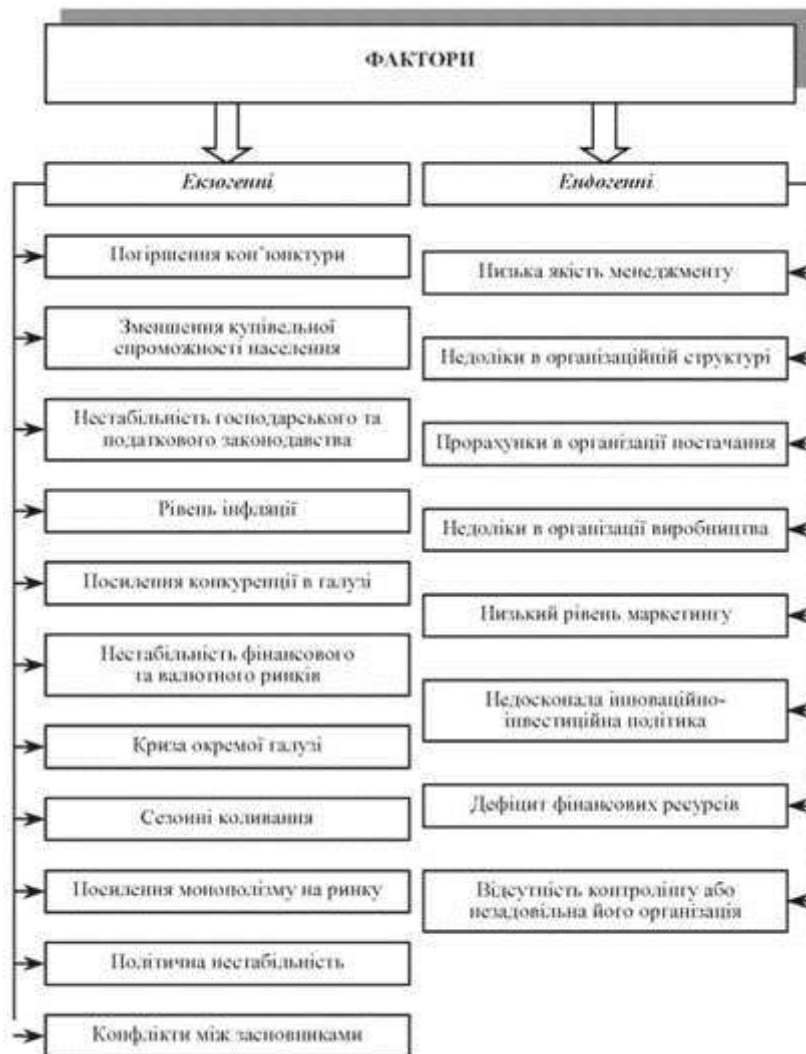 ФАКТОРИ
Екзогенні
Погіршення кон’юнктури
Зменшення купівельної
спроможності населення
Нестабільність господарського та
податкового законодавства
Рівень інфляції
Посилення конкуренції в галузі
Нестабільність фінансового
та валютного ринків
Криза окремої галузі
Сезонні коливання
Посилення монополізму на ринку
Політична нестабільність
Конфлікти між засновниками
Ендогенні
Низька якість менеджменту
Недоліки в організаційній структурі
Прорахунки в організації постачання
Недоліки в організації виробництва
Низький рівень маркетингу
Недосконала інноваційно-
інвестиційна політика
Дефіцит фінансових ресурсів
Відсутність контролінгу або
незадовільна його організація